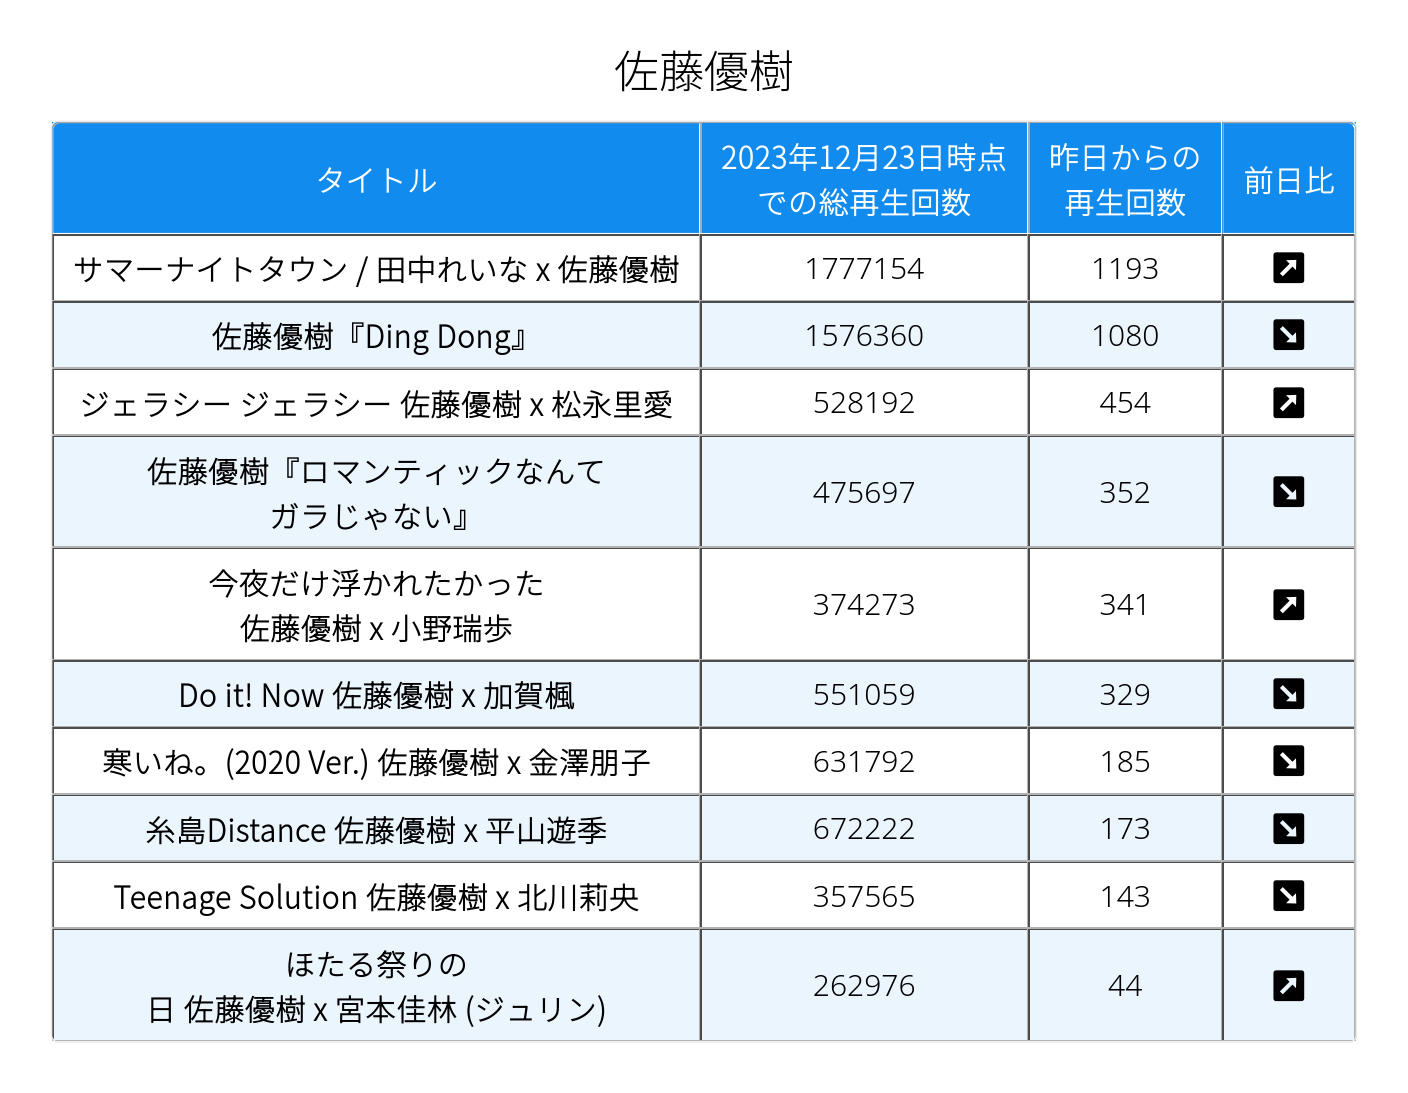 佐藤優樹
タイトル
2023年12月23日時点
での総再生回数
昨日からの
再生回数
前日比
サマーナイトタウン / 田中れいな x 佐藤優樹
1777154
1193
佐藤優樹『Ding Dong』
1576360
1080
ジェラシー ジェラシー 佐藤優樹 x 松永里愛
528192
454
佐藤優樹『ロマンティックなんて
ガラじゃない』
475697
352
今夜だけ浮かれたかった
佐藤優樹 x 小野瑞歩
374273
341
Do it! Now 佐藤優樹 x 加賀楓
551059
329
寒いね。(2020 Ver.) 佐藤優樹 x 金澤朋子
631792
185
糸島Distance 佐藤優樹 x 平山遊季
672222
173
Teenage Solution 佐藤優樹 x 北川莉央
357565
143
ほたる祭りの
日 佐藤優樹 x 宮本佳林 (ジュリン)
262976
44